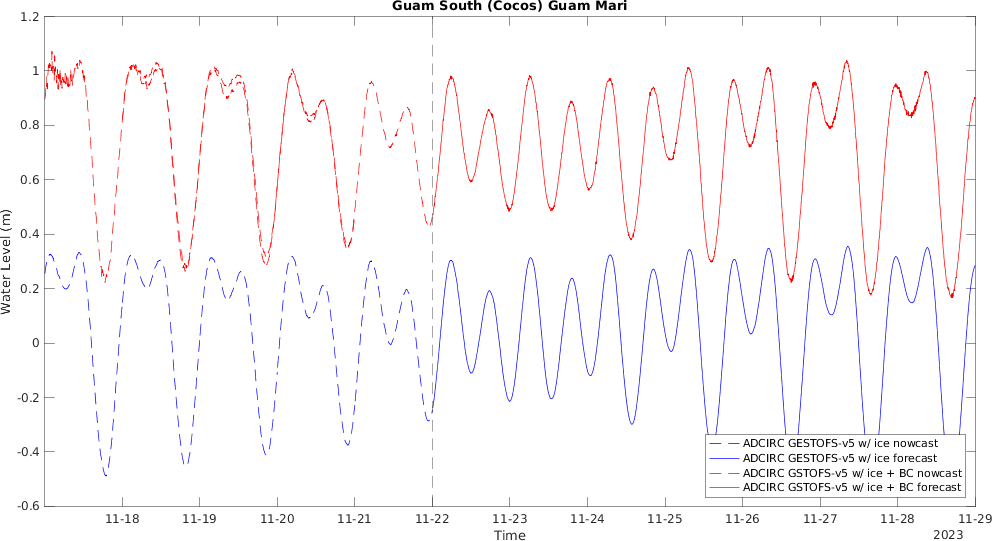 Guam South (Cocos) Guam Mari
1.2
1
0.8
0.6
0.4
0.2
0
-0.2
-0.4
-0.6
Water Level (m)
ADCIRC GESTOFS-v5 w/ ice nowcast
ADCIRC GESTOFS-v5 w/ ice forecast
ADCIRC GSTOFS-v5 w/ ice + BC nowcast
ADCIRC GSTOFS-v5 w/ ice + BC forecast
11-18 11-19 11-20 11-21 11-22 11-23 11-24 11-25 11-26 11-27 11-28 11-29
Time
2023